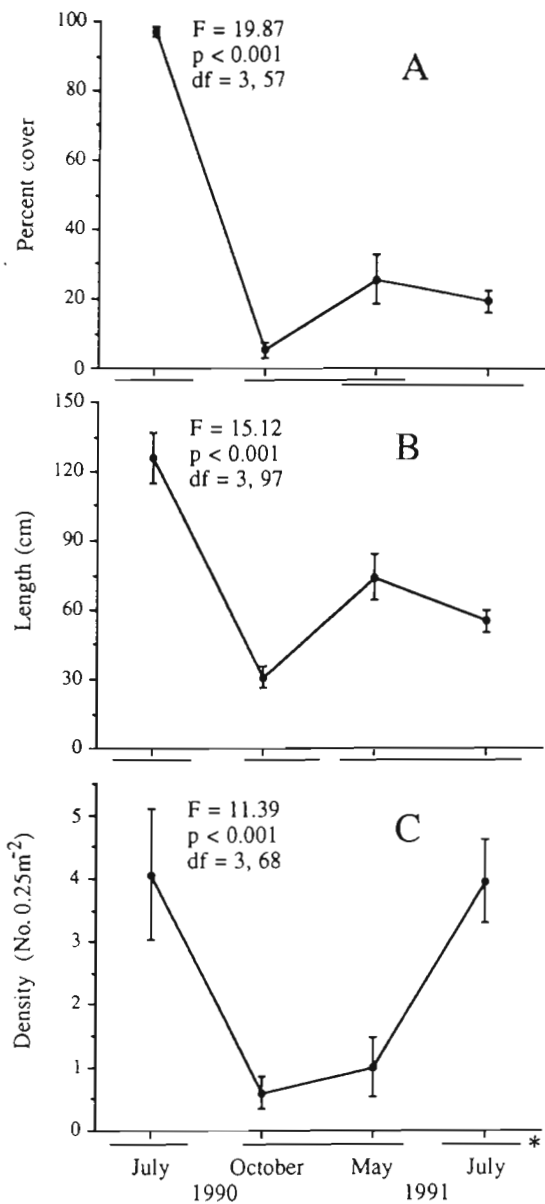 100
80
60
40
20
0
Percent cover
F = 19.87
p < 0.001
df = 3, 57
A
150
120
90
60
30
0
Length (cm)
F = 15.12
p < 0.001
df = 3, 97
B
5
4
3
2
1
0
Density (No. 0.25m⁻²)
F = 11.39
p < 0.001
df = 3, 68
C
*
July October May July
1990 1991